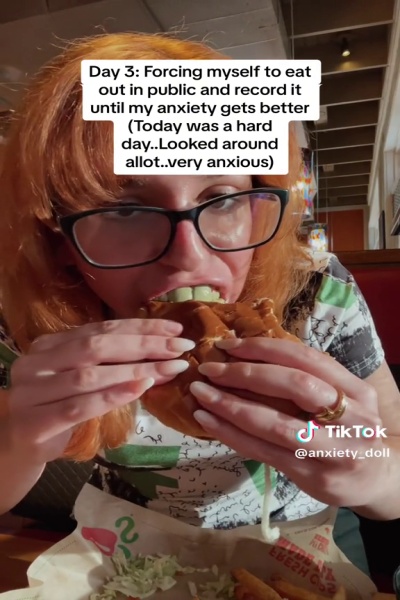 Day 3: Forcing myself to eat
out in public and record it
until my anxiety gets better
(Today was a hard
day..Looked around
allot..very anxious)
TikTok
@anxiety_doll